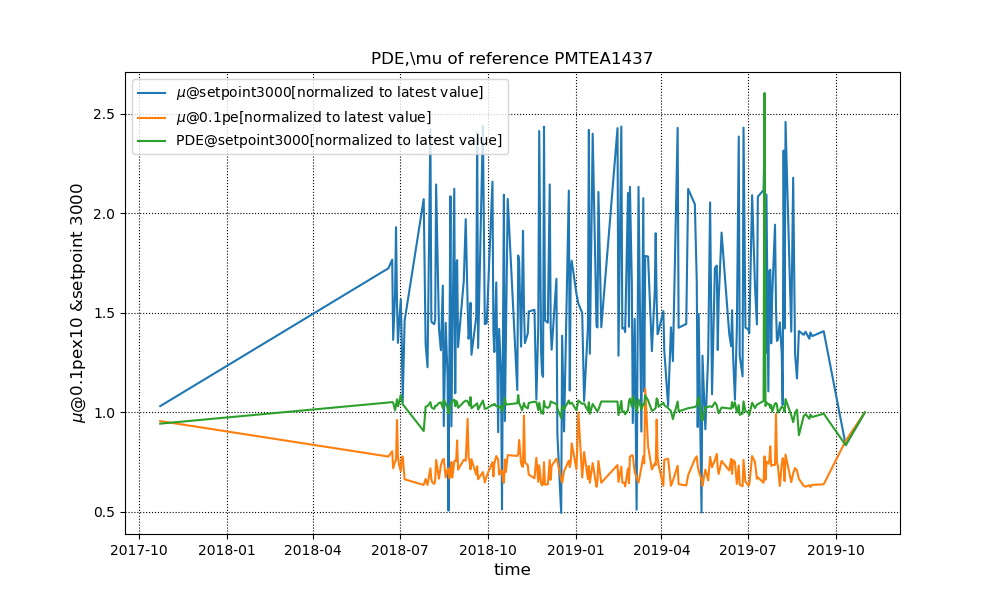 PDE,\mu of reference PMTEA1437
μ@setpoint3000[normalized to latest value]
μ@0.1pe[normalized to latest value]
PDE@setpoint3000[normalized to latest value]
μ@0.1pex10 &setpoint 3000
2.5
2.0
1.5
1.0
0.5
2017-10 2018-01 2018-04 2018-07 2018-10 2019-01 2019-04 2019-07 2019-10
time